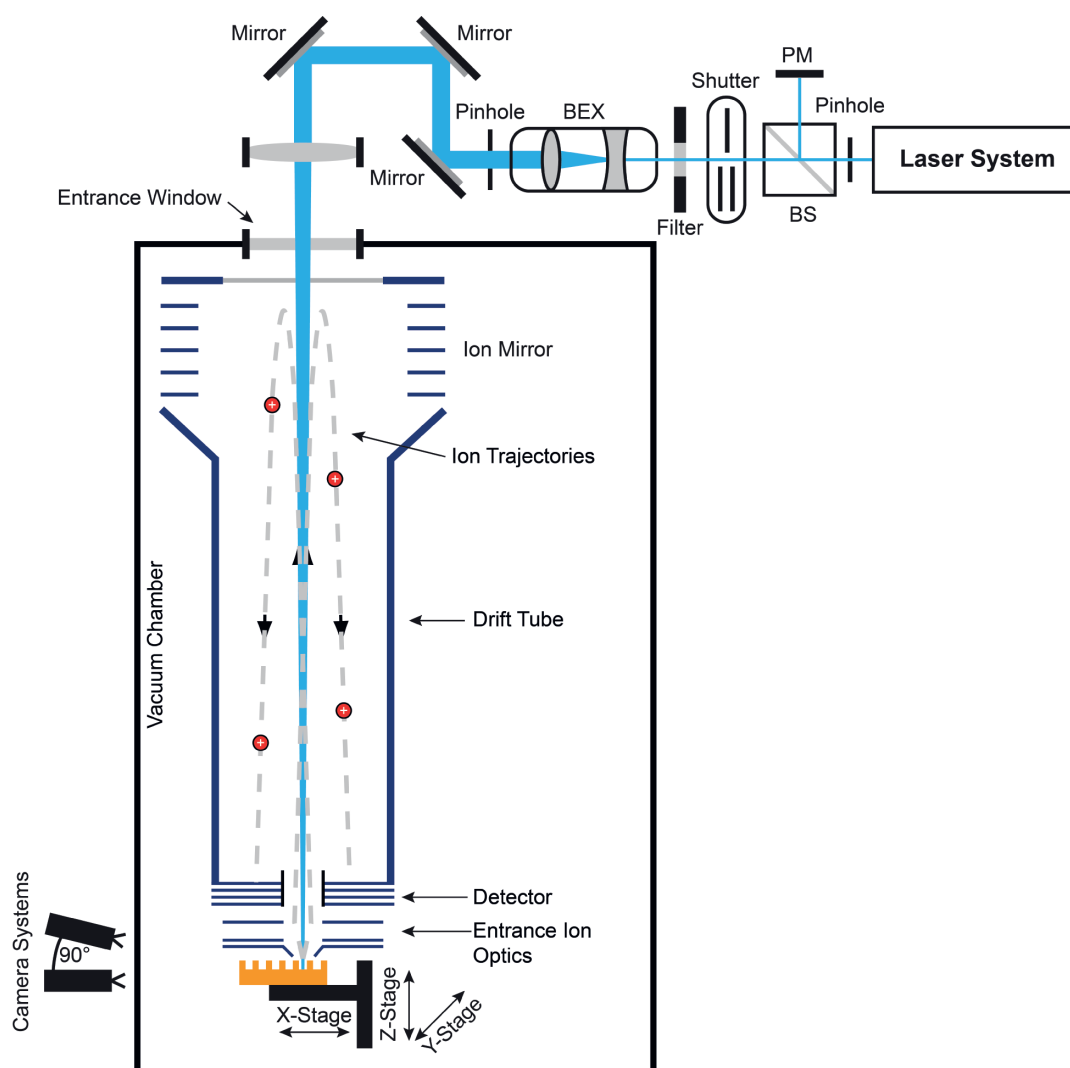 Mirror
Mirror
PM
Shutter
Pinhole
BEX
Pinhole
Laser System
Mirror
BS
Filter
Entrance Window
Ion Mirror
+
Ion Trajectories
+
Vacuum Chamber
Drift Tube
+
+
Detector
Entrance Ion
Optics
Camera Systems
90°
X-Stage
Z-Stage
Y-Stage